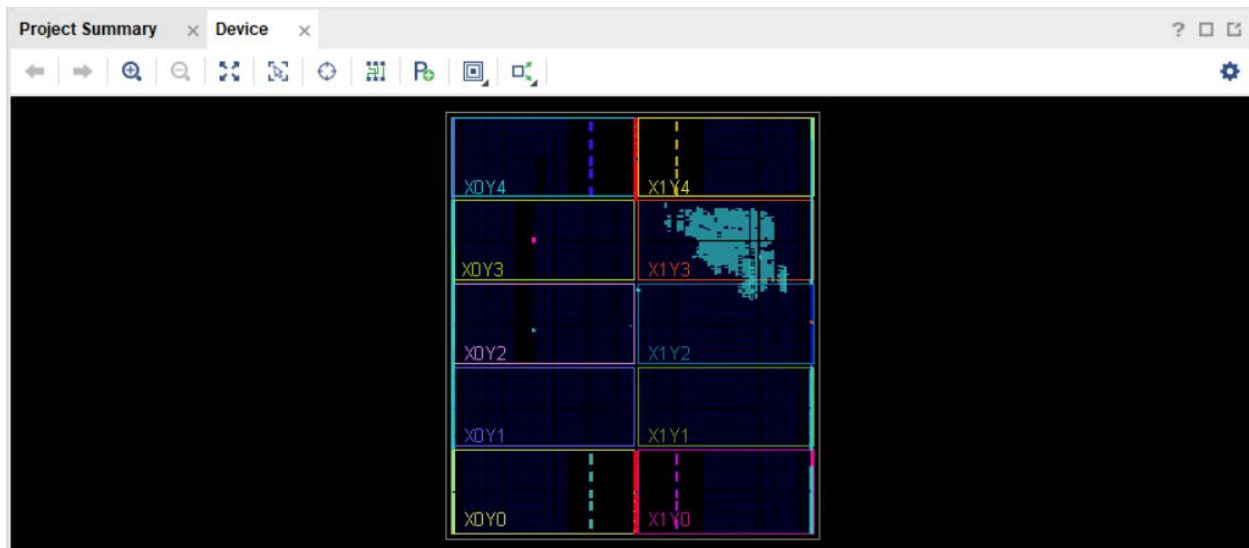 Project Summary × Device ×
X0Y4 X1Y4
X0Y3 X1Y3
X0Y2 X1Y2
X0Y1 X1Y1
X0Y0 X1Y0